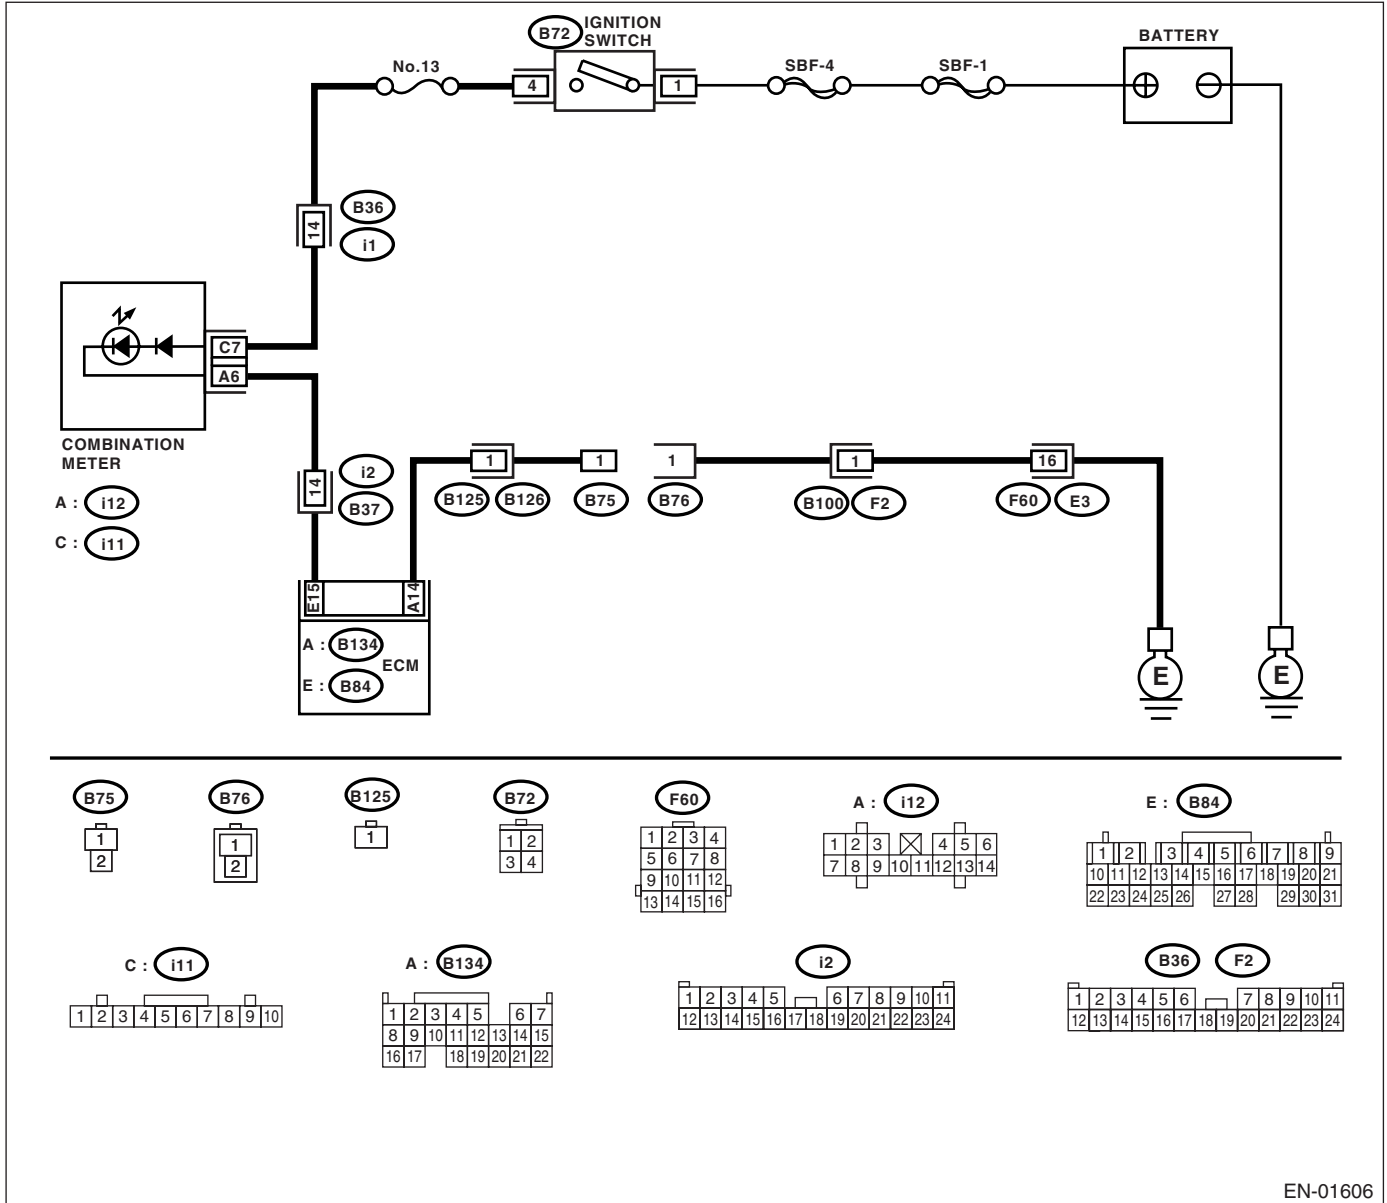 B72 IGNITION
SWITCH
BATTERY
No.13
SBF-4
SBF-1
4
1
14
B36
i1
C7
A6
COMBINATION
METER
A : i12
C : i11
14
i2
B37
1
1
1
1
16
B125 B126 B75 B76 B100 F2 F60 E3
E15
A14
A : B134
ECM
E : B84
E
E
B75
B76
B125
B72
F60
A : i12
E : B84
1
2
1
2
1
1 2
3 4
1 2 3 4
5 6 7 8
9 10 11 12
13 14 15 16
1 2 3 4 5 6
7 8 9 10 11 12 13 14
1 2 3 4 5 6 7 8 9
10 11 12 13 14 15 16 17 18 19 20 21
22 23 24 25 26 27 28 29 30 31
C : i11
A : B134
i2
B36 F2
1 2 3 4 5 6 7 8 9 10
1 2 3 4 5 6 7
8 9 10 11 12 13 14 15
16 17 18 19 20 21 22
1 2 3 4 5 6 7 8 9 10 11
12 13 14 15 16 17 18 19 20 21 22 23 24
1 2 3 4 5 6 7 8 9 10 11
12 13 14 15 16 17 18 19 20 21 22 23 24
EN-01606